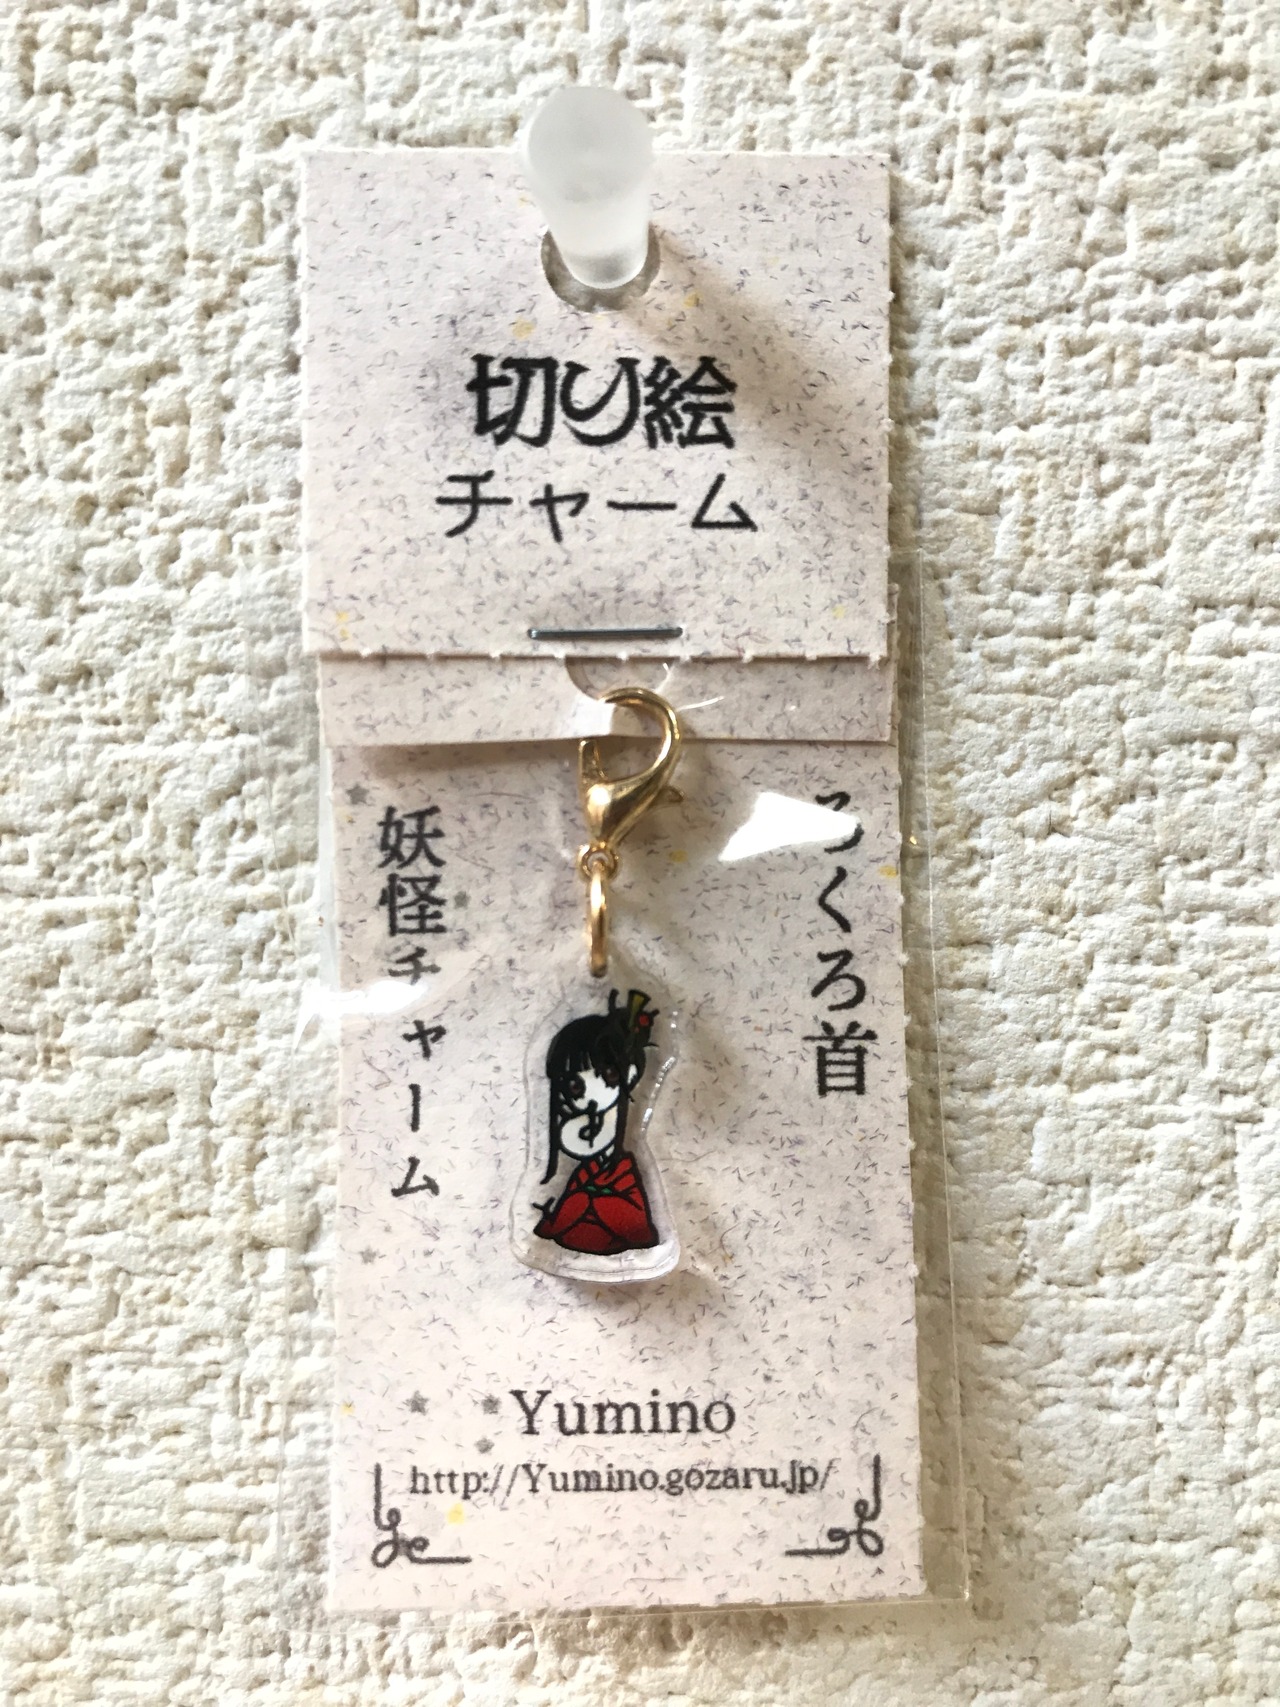 切り絵
チャーム
ろくろ首
妖怪チャーム
Yumino
http://Yumino.gozaru.jp/